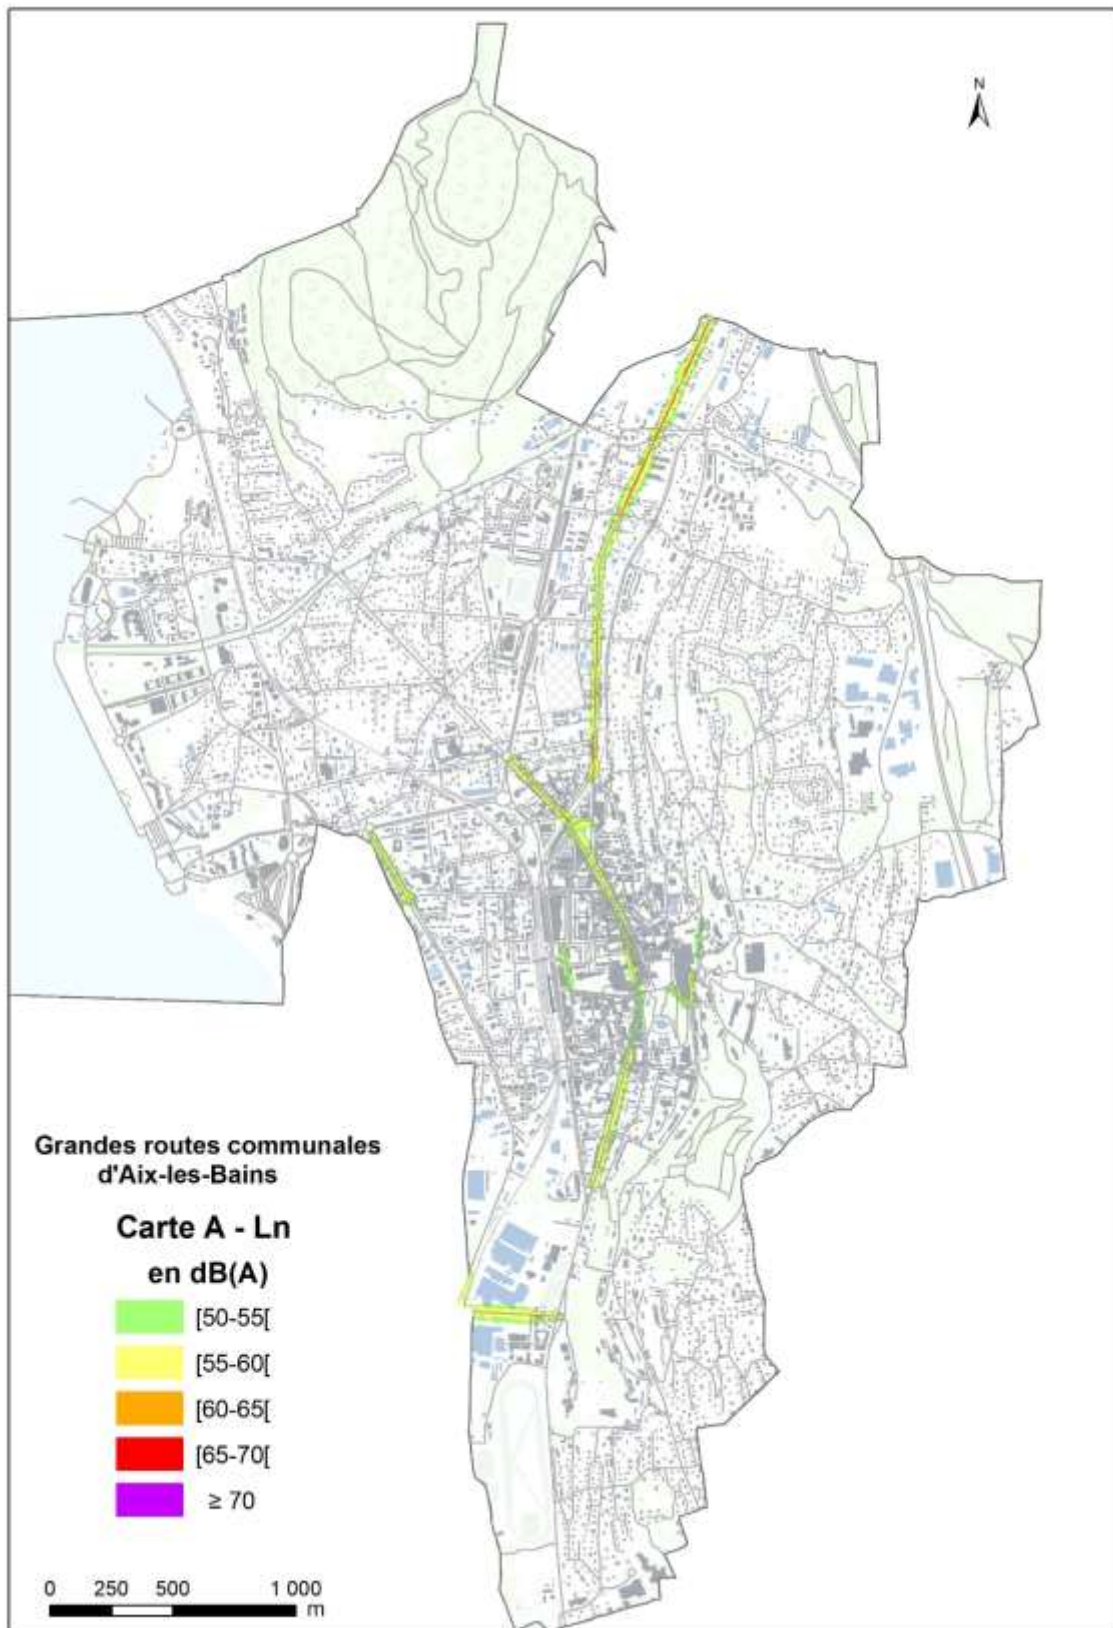 N
Grandes routes communales
d'Aix-les-Bains
Carte A - Ln
en dB(A)
[50-55[
[55-60[
[60-65[
[65-70[
≥ 70
0 250 500 1 000
m